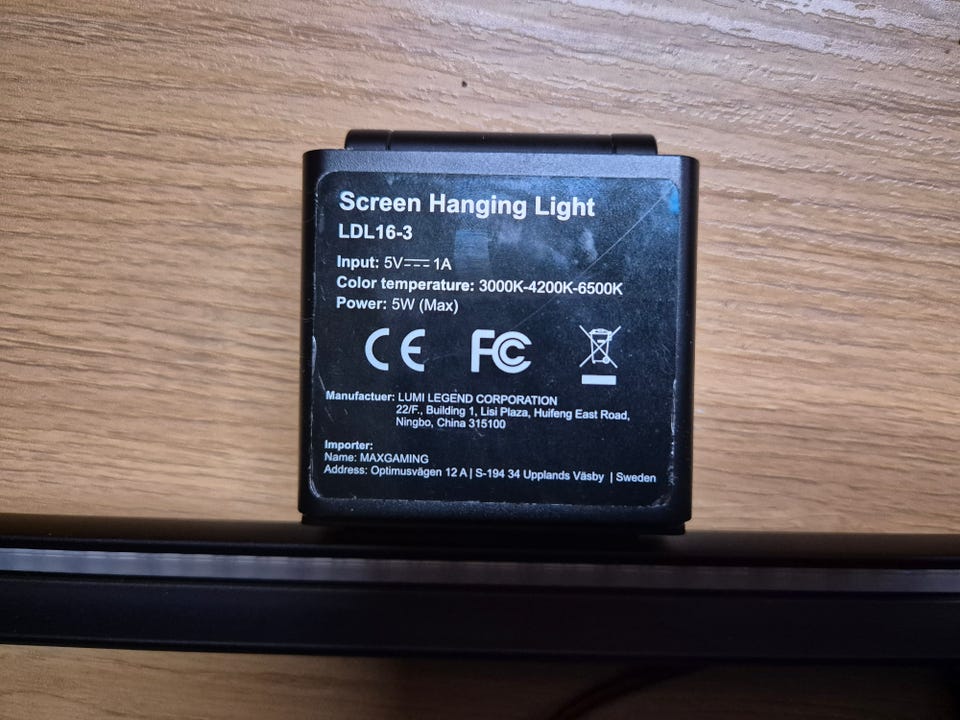 Screen Hanging Light
LDL16-3
Input: 5V⎓1A
Color temperature: 3000K-4200K-6500K
Power: 5W (Max)
CE FC
Manufactuer: LUMI LEGEND CORPORATION
22/F., Building 1, Lisi Plaza, Huifeng East Road,
Ningbo, China 315100
Importer:
Name: MAXGAMING
Address: Optimusvägen 12 A | S-194 34 Upplands Väsby | Sweden